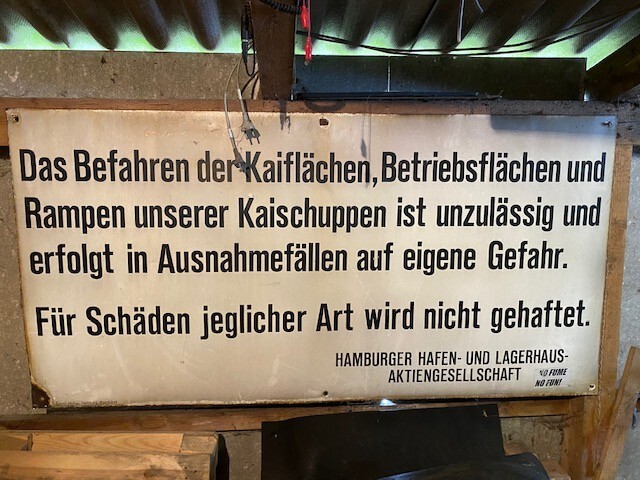 Das Befahren der Kaiflächen, Betriebsflächen und
Rampen unserer Kaischuppen ist unzulässig und
erfolgt in Ausnahmefällen auf eigene Gefahr.
Für Schäden jeglicher Art wird nicht gehaftet.
HAMBURGER HAFEN- UND LAGERHAUS-
AKTIENGESELLSCHAFT
NO FUME
NO FUN!